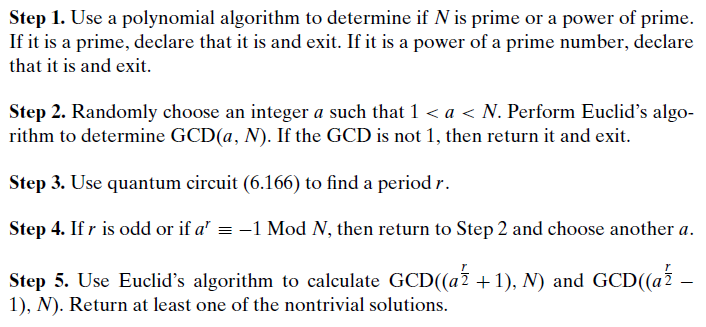 Step 1. Use a polynomial algorithm to determine if N is prime or a power of prime.
If it is a prime, declare that it is and exit. If it is a power of a prime number, declare
that it is and exit.
Step 2. Randomly choose an integer a such that 1 < a < N. Perform Euclid's algo-
rithm to determine GCD(a, N). If the GCD is not 1, then return it and exit.
Step 3. Use quantum circuit (6.166) to find a period r.
Step 4. If r is odd or if a^r ≡ −1 Mod N, then return to Step 2 and choose another a.
Step 5. Use Euclid's algorithm to calculate GCD((a^{r/2} + 1), N) and GCD((a^{r/2} −
1), N). Return at least one of the nontrivial solutions.